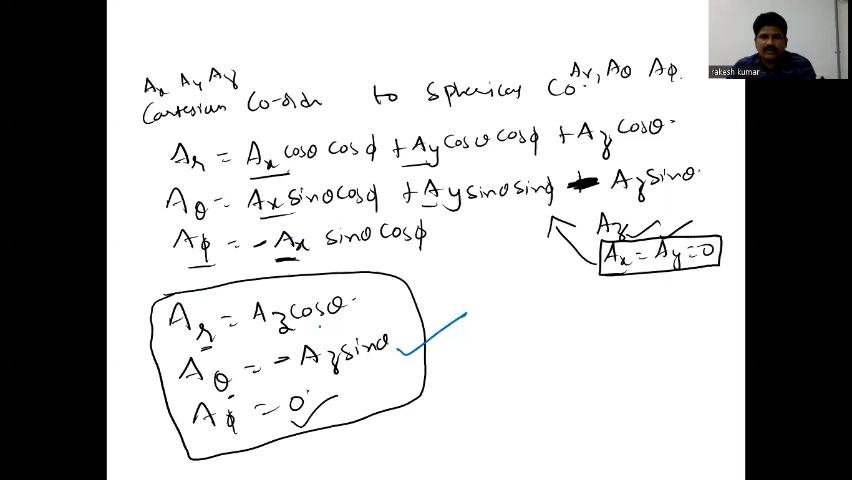 rakesh kumar
Ax Ay Az
Ar, Aθ Aϕ.
Cartesian Co-ordn to Spherical Co
Ar = Ax cosθ cosϕ + Ay cosθ cosϕ + Az cosθ.
Aθ = Ax sinθ cosϕ + Ay sinθ sinϕ - Az sinθ.
Aϕ = - Ax sinθ cosϕ
Az
Ax = Ay = 0
Ar = Az cosθ.
Aθ = - Az sinθ
Aϕ = 0